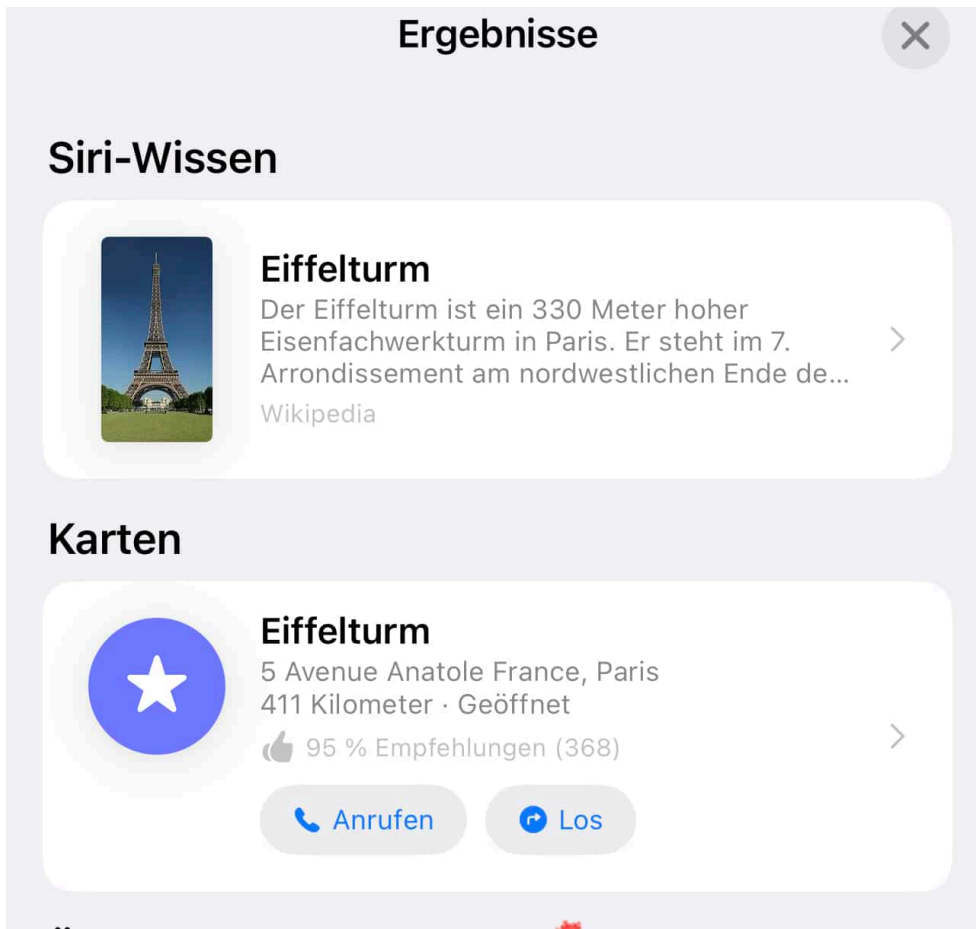 Ergebnisse
Siri-Wissen
Eiffelturm
Der Eiffelturm ist ein 330 Meter hoher
Eisenfachwerkturm in Paris. Er steht im 7.
Arrondissement am nordwestlichen Ende de...
Wikipedia
Karten
Eiffelturm
5 Avenue Anatole France, Paris
411 Kilometer · Geöffnet
95 % Empfehlungen (368)
Anrufen
Los